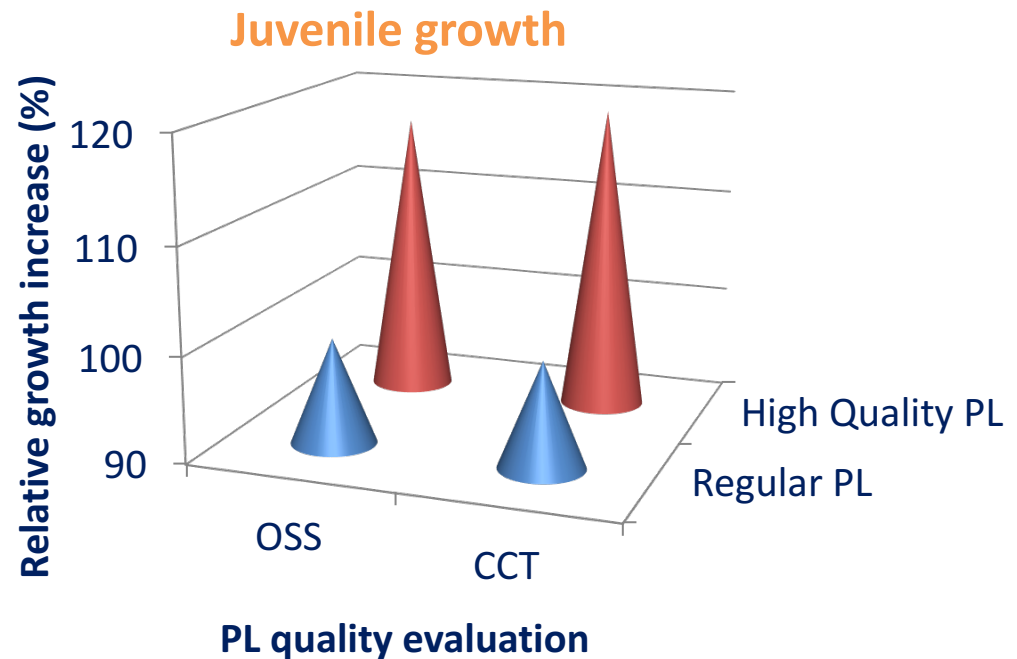 Juvenile growth
Relative growth increase (%)
120
110
100
90
High Quality PL
Regular PL
OSS
CCT
PL quality evaluation